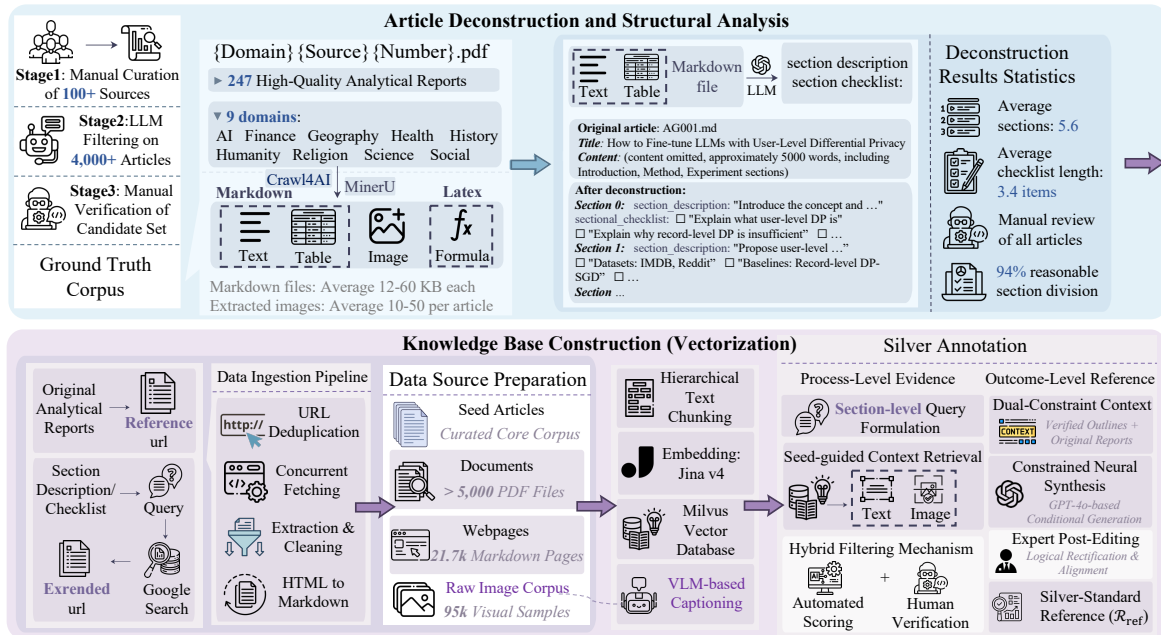 Article Deconstruction and Structural Analysis
Stage1: Manual Curation
of 100+ Sources
Stage2:LLM
Filtering on
4,000+ Articles
Stage3: Manual
Verification of
Candidate Set
Ground Truth
Corpus
{Domain}{Source}{Number}.pdf
▸ 247 High-Quality Analytical Reports
▾ 9 domains:
AI Finance Geography Health History
Humanity Religion Science Social
Crawl4AI
MinerU
Markdown
Latex
Text
Table
Image
Formula
Markdown files: Average 12-60 KB each
Extracted images: Average 10-50 per article
Text
Table
Markdown
file
LLM
section description
section checklist:
Original article: AG001.md
Title: How to Fine-tune LLMs with User-Level Differential Privacy
Content: (content omitted, approximately 5000 words, including
Introduction, Method, Experiment sections)
After deconstruction:
Section 0: section_description: "Introduce the concept and …"
sectional_checklist: ☐ "Explain what user-level DP is"
☐ "Explain why record-level DP is insufficient” ☐ …
Section 1: section_description: "Propose user-level …”
☐ "Datasets: IMDB, Reddit” ☐ "Baselines: Record-level DP-
SGD” ☐ …
Section ...
Deconstruction
Results Statistics
Average
sections: 5.6
Average
checklist length:
3.4 items
Manual review
of all articles
94% reasonable
section division
Knowledge Base Construction (Vectorization)
Original
Analytical
Reports
Reference
url
Section
Description/
Checklist
Query
Exrended
url
Google
Search
Data Ingestion Pipeline
http://
URL
Deduplication
Concurrent
Fetching
Extraction &
Cleaning
HTML to
Markdown
Data Source Preparation
Seed Articles
Curated Core Corpus
Documents
> 5,000 PDF Files
Webpages
21.7k Markdown Pages
Raw Image Corpus
95k Visual Samples
Hierarchical
Text
Chunking
Embedding:
Jina v4
Milvus
Vector
Database
VLM-based
Captioning
Silver Annotation
Process-Level Evidence
Section-level Query
Formulation
Seed-guided Context Retrieval
Text
Image
Hybrid Filtering Mechanism
Automated
Scoring
+
Human
Verification
Outcome-Level Reference
Dual-Constraint Context
CONTEXT
Verified Outlines +
Original Reports
Constrained Neural
Synthesis
GPT-4o-based
Conditional Generation
Expert Post-Editing
Logical Rectification &
Alignment
Silver-Standard
Reference (ℛref)